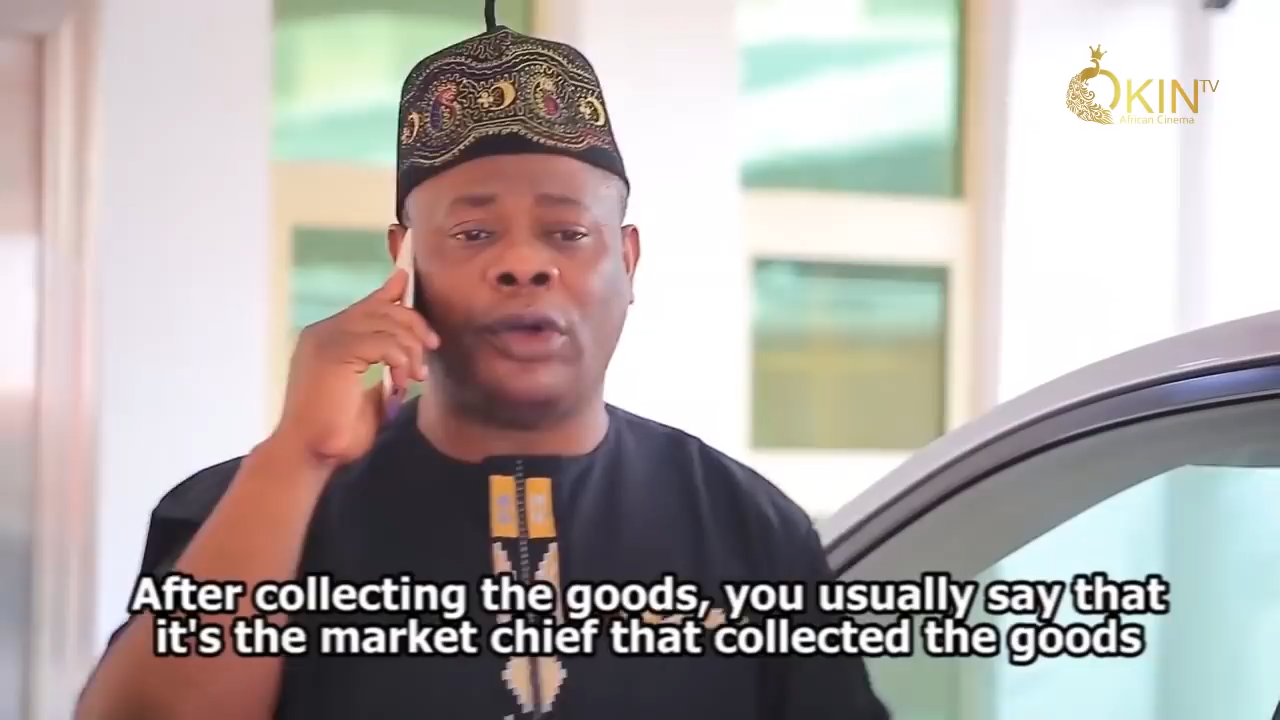 OKIN TV
African Cinema
After collecting the goods, you usually say that
it's the market chief that collected the goods